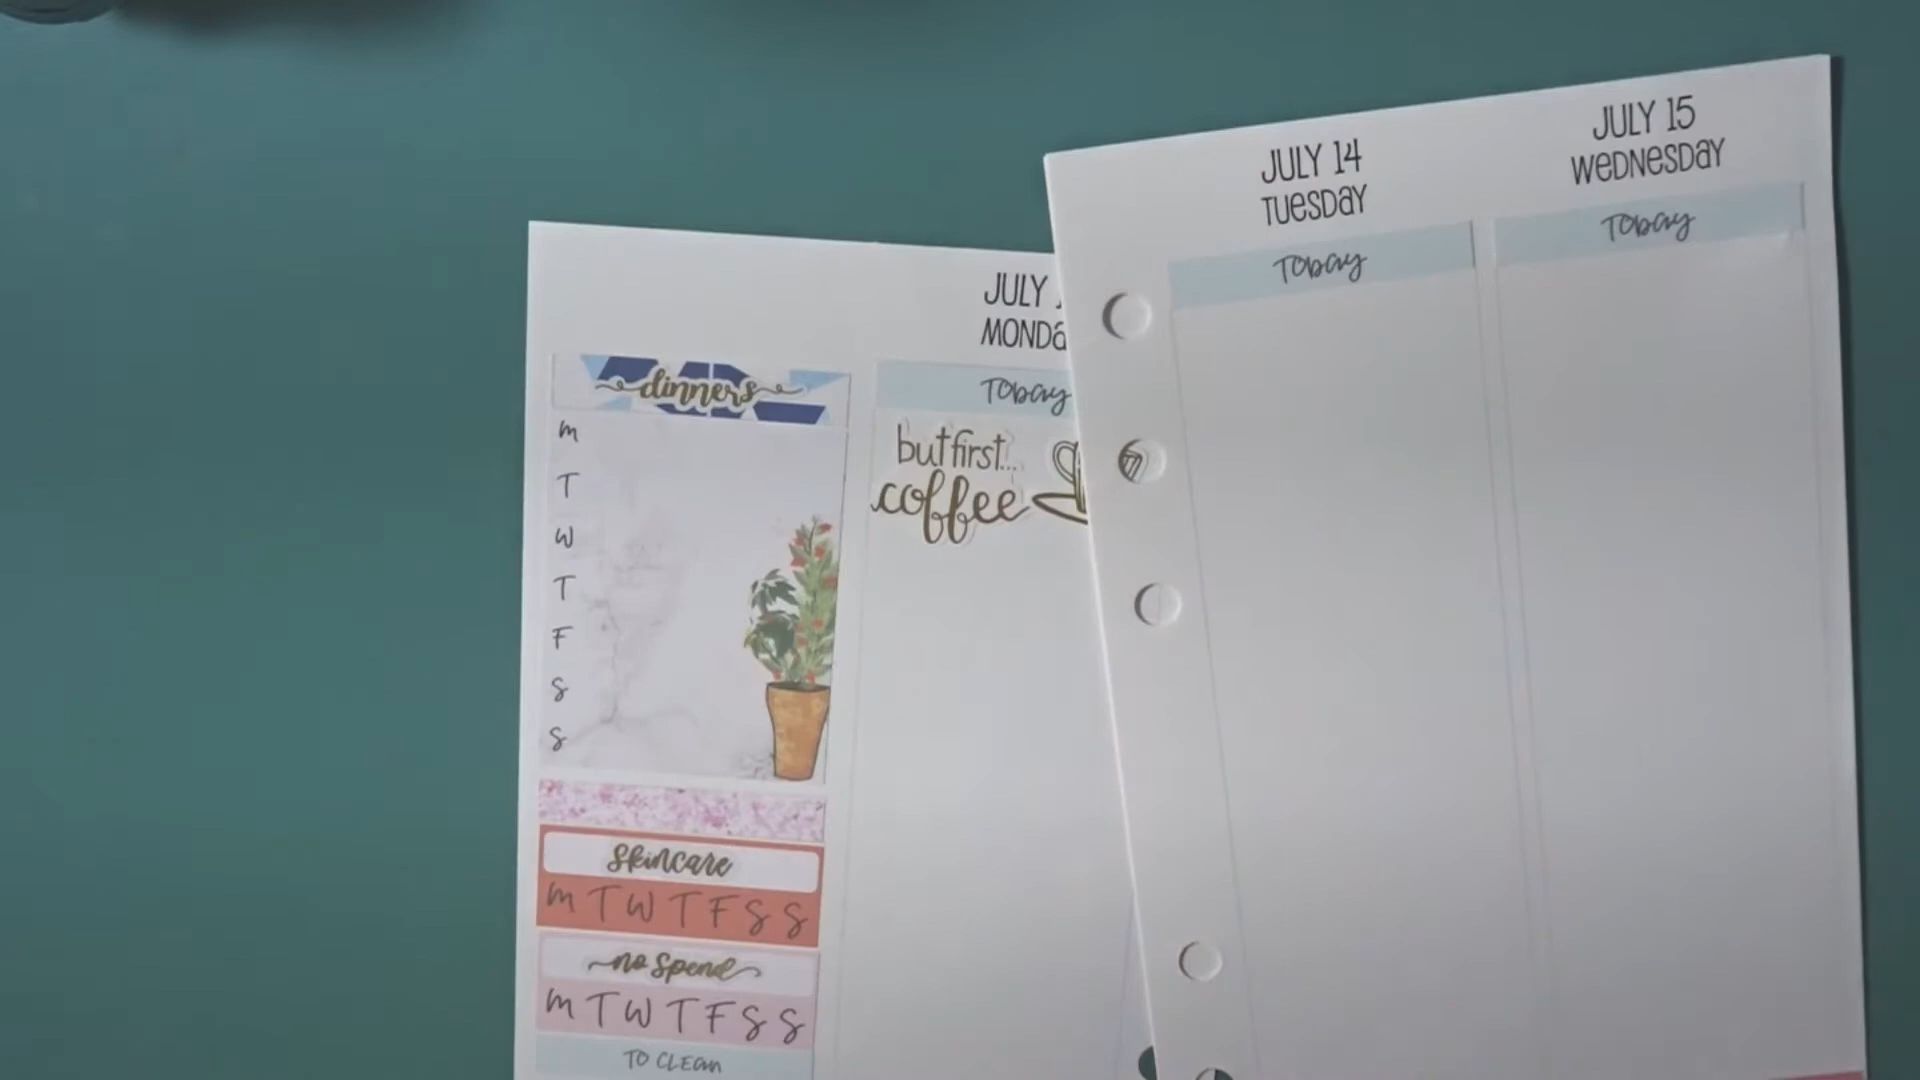 JULY
dinners
m
T
W
T
F
S
S
skincare
m T W T F S S
no spend
m T W T F S S
TO CLEAN
TODAY
but first...
coffee
JULY 14
TUESDAY
TODAY
JULY 15
WEDNESDAY
TODAY